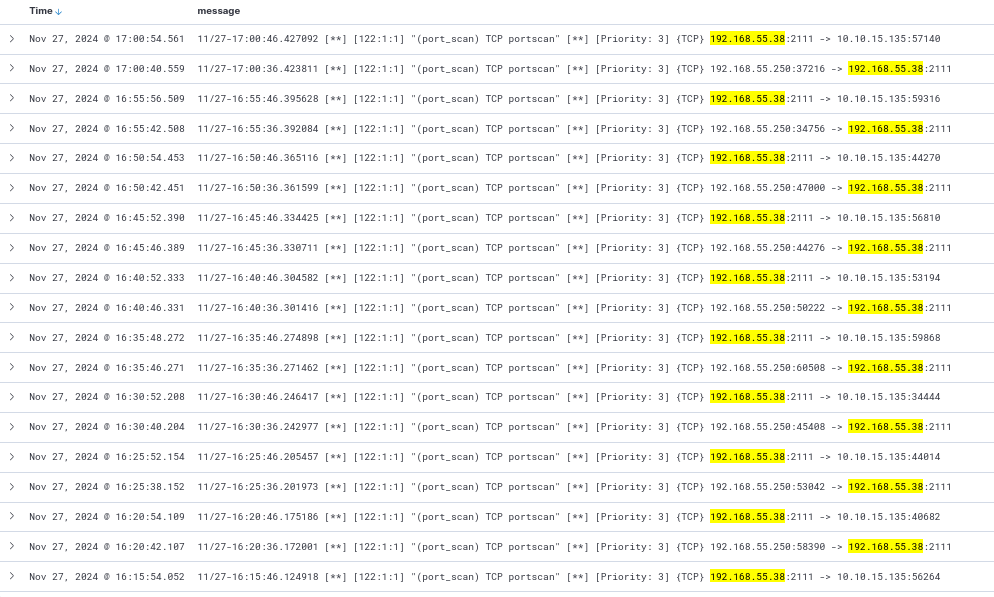 Time message
Nov 27, 2024 @ 17:00:54.561 11/27-17:00:46.427092 [**] [122:1:1] "(port_scan) TCP portscan" [**] [Priority: 3] {TCP} 192.168.55.38:2111 -> 10.10.15.135:57140
Nov 27, 2024 @ 17:00:40.559 11/27-17:00:36.423811 [**] [122:1:1] "(port_scan) TCP portscan" [**] [Priority: 3] {TCP} 192.168.55.250:37216 -> 192.168.55.38:2111
Nov 27, 2024 @ 16:55:56.509 11/27-16:55:46.395628 [**] [122:1:1] "(port_scan) TCP portscan" [**] [Priority: 3] {TCP} 192.168.55.38:2111 -> 10.10.15.135:59316
Nov 27, 2024 @ 16:55:42.508 11/27-16:55:36.392084 [**] [122:1:1] "(port_scan) TCP portscan" [**] [Priority: 3] {TCP} 192.168.55.250:34756 -> 192.168.55.38:2111
Nov 27, 2024 @ 16:50:54.453 11/27-16:50:46.365116 [**] [122:1:1] "(port_scan) TCP portscan" [**] [Priority: 3] {TCP} 192.168.55.38:2111 -> 10.10.15.135:44270
Nov 27, 2024 @ 16:50:42.451 11/27-16:50:36.361599 [**] [122:1:1] "(port_scan) TCP portscan" [**] [Priority: 3] {TCP} 192.168.55.250:47000 -> 192.168.55.38:2111
Nov 27, 2024 @ 16:45:52.390 11/27-16:45:46.334425 [**] [122:1:1] "(port_scan) TCP portscan" [**] [Priority: 3] {TCP} 192.168.55.38:2111 -> 10.10.15.135:56810
Nov 27, 2024 @ 16:45:46.389 11/27-16:45:36.330711 [**] [122:1:1] "(port_scan) TCP portscan" [**] [Priority: 3] {TCP} 192.168.55.250:44276 -> 192.168.55.38:2111
Nov 27, 2024 @ 16:40:52.333 11/27-16:40:46.304582 [**] [122:1:1] "(port_scan) TCP portscan" [**] [Priority: 3] {TCP} 192.168.55.38:2111 -> 10.10.15.135:53194
Nov 27, 2024 @ 16:40:46.331 11/27-16:40:36.301416 [**] [122:1:1] "(port_scan) TCP portscan" [**] [Priority: 3] {TCP} 192.168.55.250:50222 -> 192.168.55.38:2111
Nov 27, 2024 @ 16:35:48.272 11/27-16:35:46.274898 [**] [122:1:1] "(port_scan) TCP portscan" [**] [Priority: 3] {TCP} 192.168.55.38:2111 -> 10.10.15.135:59868
Nov 27, 2024 @ 16:35:46.271 11/27-16:35:36.271462 [**] [122:1:1] "(port_scan) TCP portscan" [**] [Priority: 3] {TCP} 192.168.55.250:60508 -> 192.168.55.38:2111
Nov 27, 2024 @ 16:30:52.208 11/27-16:30:46.246417 [**] [122:1:1] "(port_scan) TCP portscan" [**] [Priority: 3] {TCP} 192.168.55.38:2111 -> 10.10.15.135:34444
Nov 27, 2024 @ 16:30:40.204 11/27-16:30:36.242977 [**] [122:1:1] "(port_scan) TCP portscan" [**] [Priority: 3] {TCP} 192.168.55.250:45408 -> 192.168.55.38:2111
Nov 27, 2024 @ 16:25:52.154 11/27-16:25:46.205457 [**] [122:1:1] "(port_scan) TCP portscan" [**] [Priority: 3] {TCP} 192.168.55.38:2111 -> 10.10.15.135:44014
Nov 27, 2024 @ 16:25:38.152 11/27-16:25:36.201973 [**] [122:1:1] "(port_scan) TCP portscan" [**] [Priority: 3] {TCP} 192.168.55.250:53042 -> 192.168.55.38:2111
Nov 27, 2024 @ 16:20:54.109 11/27-16:20:46.175186 [**] [122:1:1] "(port_scan) TCP portscan" [**] [Priority: 3] {TCP} 192.168.55.38:2111 -> 10.10.15.135:40682
Nov 27, 2024 @ 16:20:42.107 11/27-16:20:36.172001 [**] [122:1:1] "(port_scan) TCP portscan" [**] [Priority: 3] {TCP} 192.168.55.250:58390 -> 192.168.55.38:2111
Nov 27, 2024 @ 16:15:54.052 11/27-16:15:46.124918 [**] [122:1:1] "(port_scan) TCP portscan" [**] [Priority: 3] {TCP} 192.168.55.38:2111 -> 10.10.15.135:56264